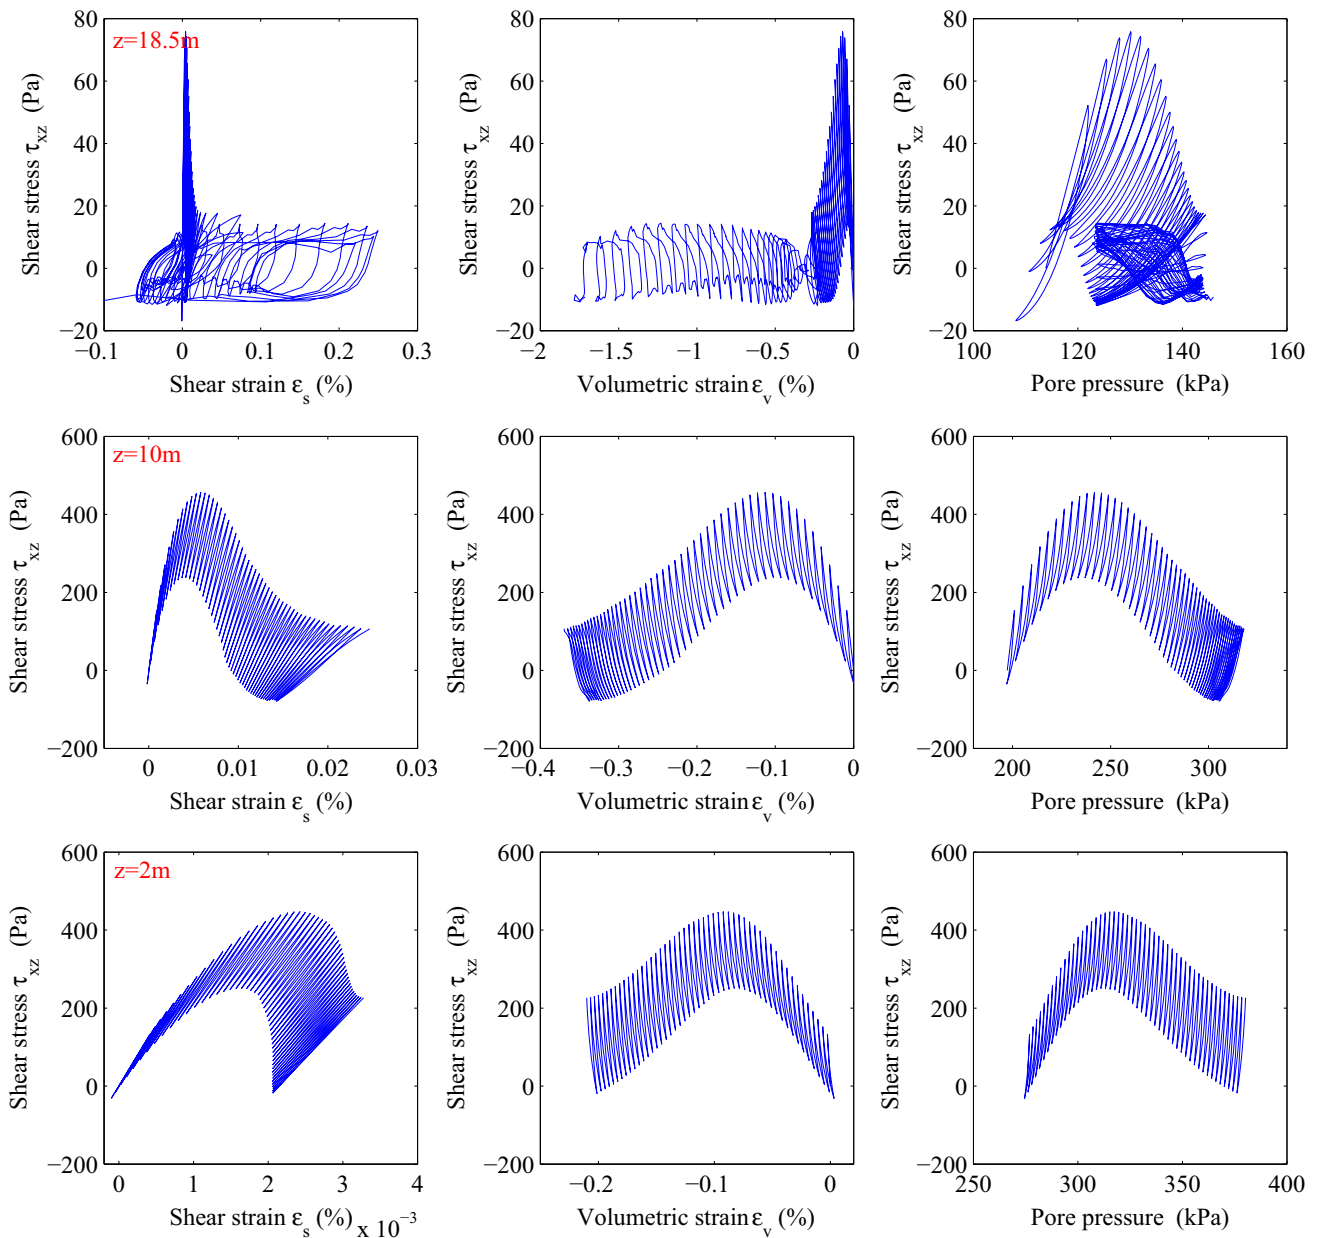 z=18.5m
80
60
40
20
0
−20
−0.1 0 0.1 0.2 0.3
Shear strain εs (%)
Shear stress τxz (Pa)
80
60
40
20
0
−20
−2 −1.5 −1 −0.5 0
Volumetric strain εv (%)
Shear stress τxz (Pa)
80
60
40
20
0
−20
100 120 140 160
Pore pressure (kPa)
Shear stress τxz (Pa)
z=10m
600
400
200
0
−200
0 0.01 0.02 0.03
Shear strain εs (%)
Shear stress τxz (Pa)
600
400
200
0
−200
−0.4 −0.3 −0.2 −0.1 0
Volumetric strain εv (%)
Shear stress τxz (Pa)
600
400
200
0
−200
200 250 300
Pore pressure (kPa)
Shear stress τxz (Pa)
z=2m
600
400
200
0
−200
0 1 2 3 4
Shear strain εs (%) x 10−3
Shear stress τxz (Pa)
600
400
200
0
−200
−0.2 −0.1 0
Volumetric strain εv (%)
Shear stress τxz (Pa)
600
400
200
0
−200
250 300 350 400
Pore pressure (kPa)
Shear stress τxz (Pa)